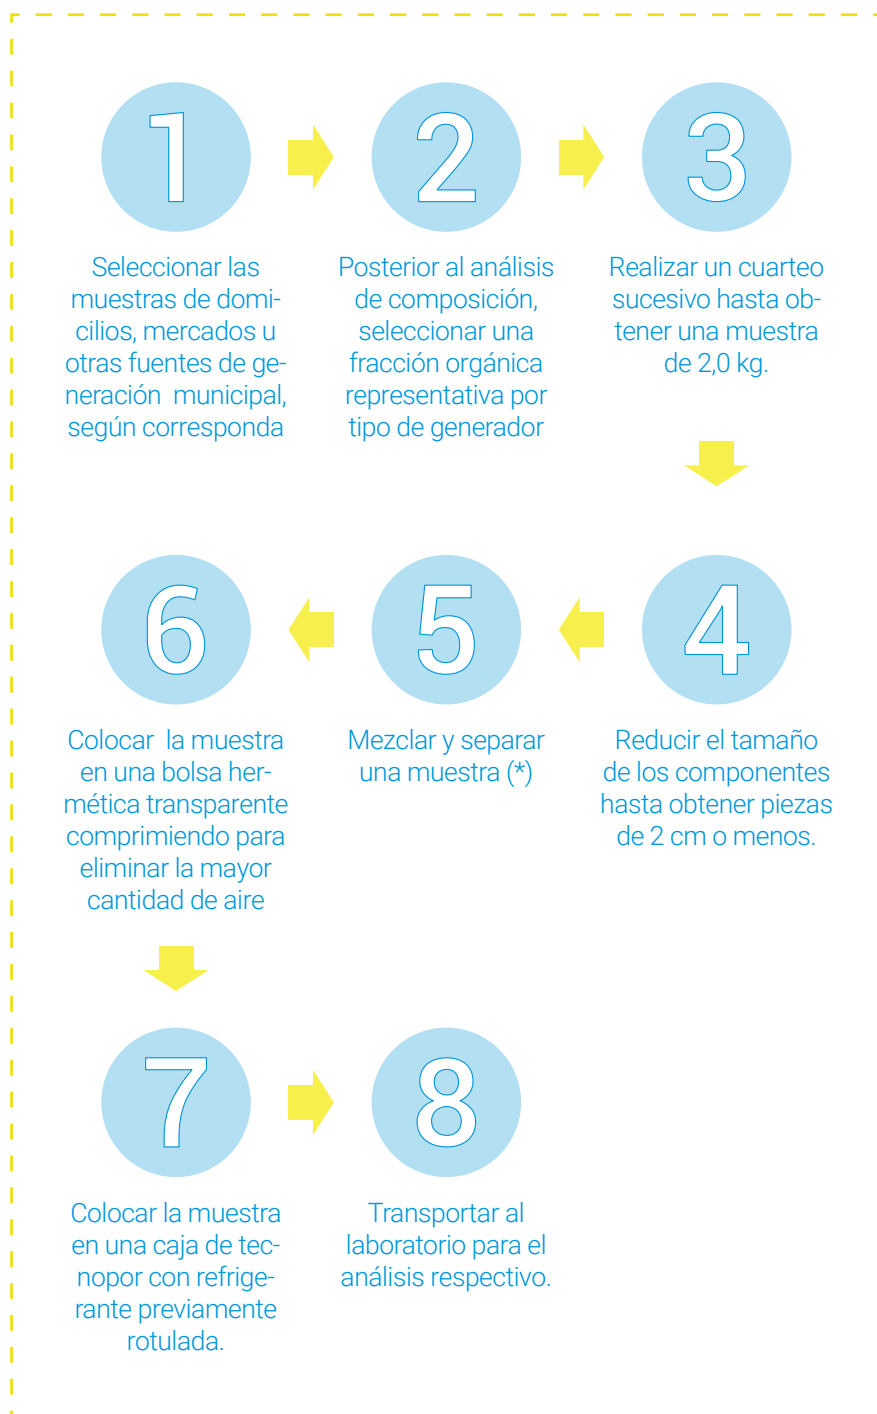 1
Seleccionar las
muestras de domi-
cilios, mercados u
otras fuentes de ge-
neración municipal,
según corresponda
2
Posterior al análisis
de composición,
seleccionar una
fracción orgánica
representativa por
tipo de generador
3
Realizar un cuarteo
sucesivo hasta ob-
tener una muestra
de 2,0 kg.
4
Reducir el tamaño
de los componentes
hasta obtener piezas
de 2 cm o menos.
5
Mezclar y separar
una muestra (*)
6
Colocar la muestra
en una bolsa her-
mética transparente
comprimiendo para
eliminar la mayor
cantidad de aire
7
Colocar la muestra
en una caja de tec-
nopor con refrige-
rante previamente
rotulada.
8
Transportar al
laboratorio para el
análisis respectivo.